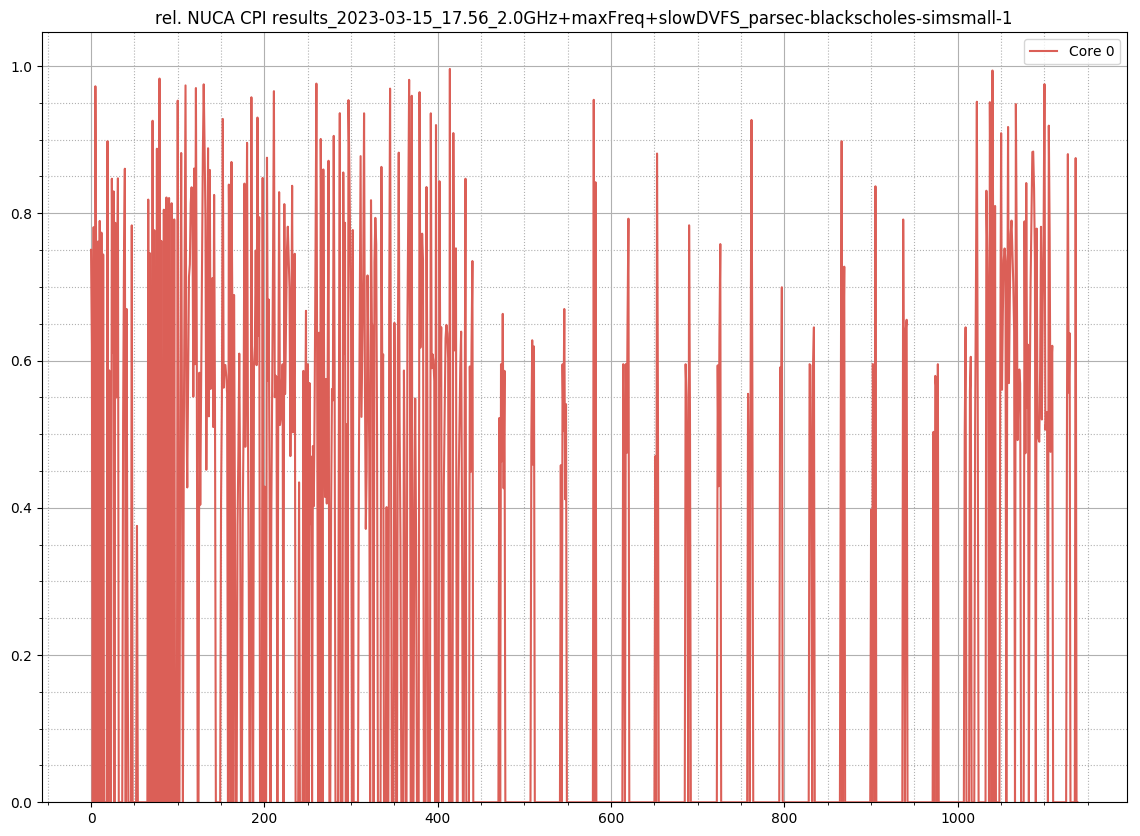 rel. NUCA CPI results_2023-03-15_17.56_2.0GHz+maxFreq+slowDVFS_parsec-blackscholes-simsmall-1
Core 0
1.0
0.8
0.6
0.4
0.2
0.0
0 200 400 600 800 1000